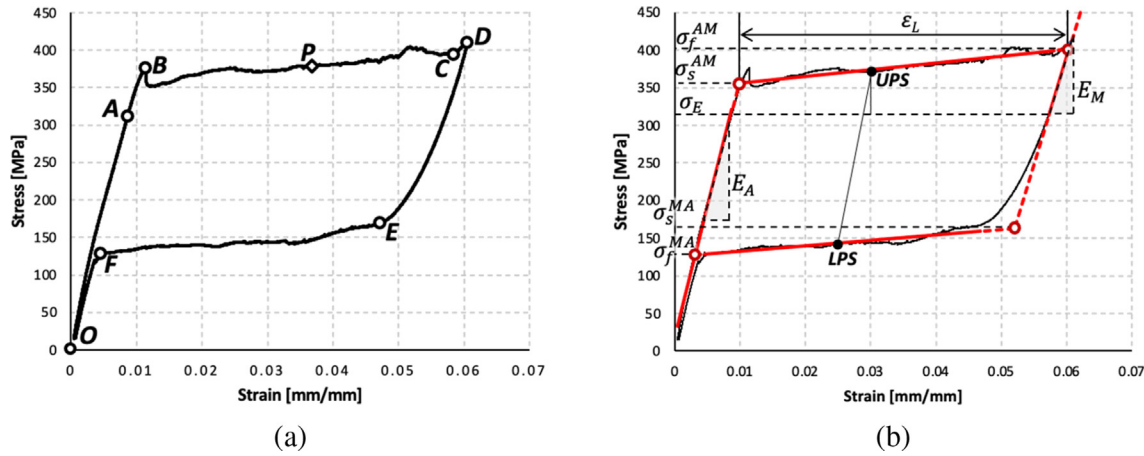 450
400
350
300
250
200
150
100
50
0
Stress [MPa]
A
B
P
C
D
E
F
O
0 0.01 0.02 0.03 0.04 0.05 0.06 0.07
Strain [mm/mm]
(a)
450
400
350
300
250
200
150
100
50
0
Stress [MPa]
σ_f^{AM}
σ_s^{AM}
σ_E
σ_s^{MA}
σ_f^{MA}
ε_L
UPS
E_M
E_A
LPS
0 0.01 0.02 0.03 0.04 0.05 0.06 0.07
Strain [mm/mm]
(b)